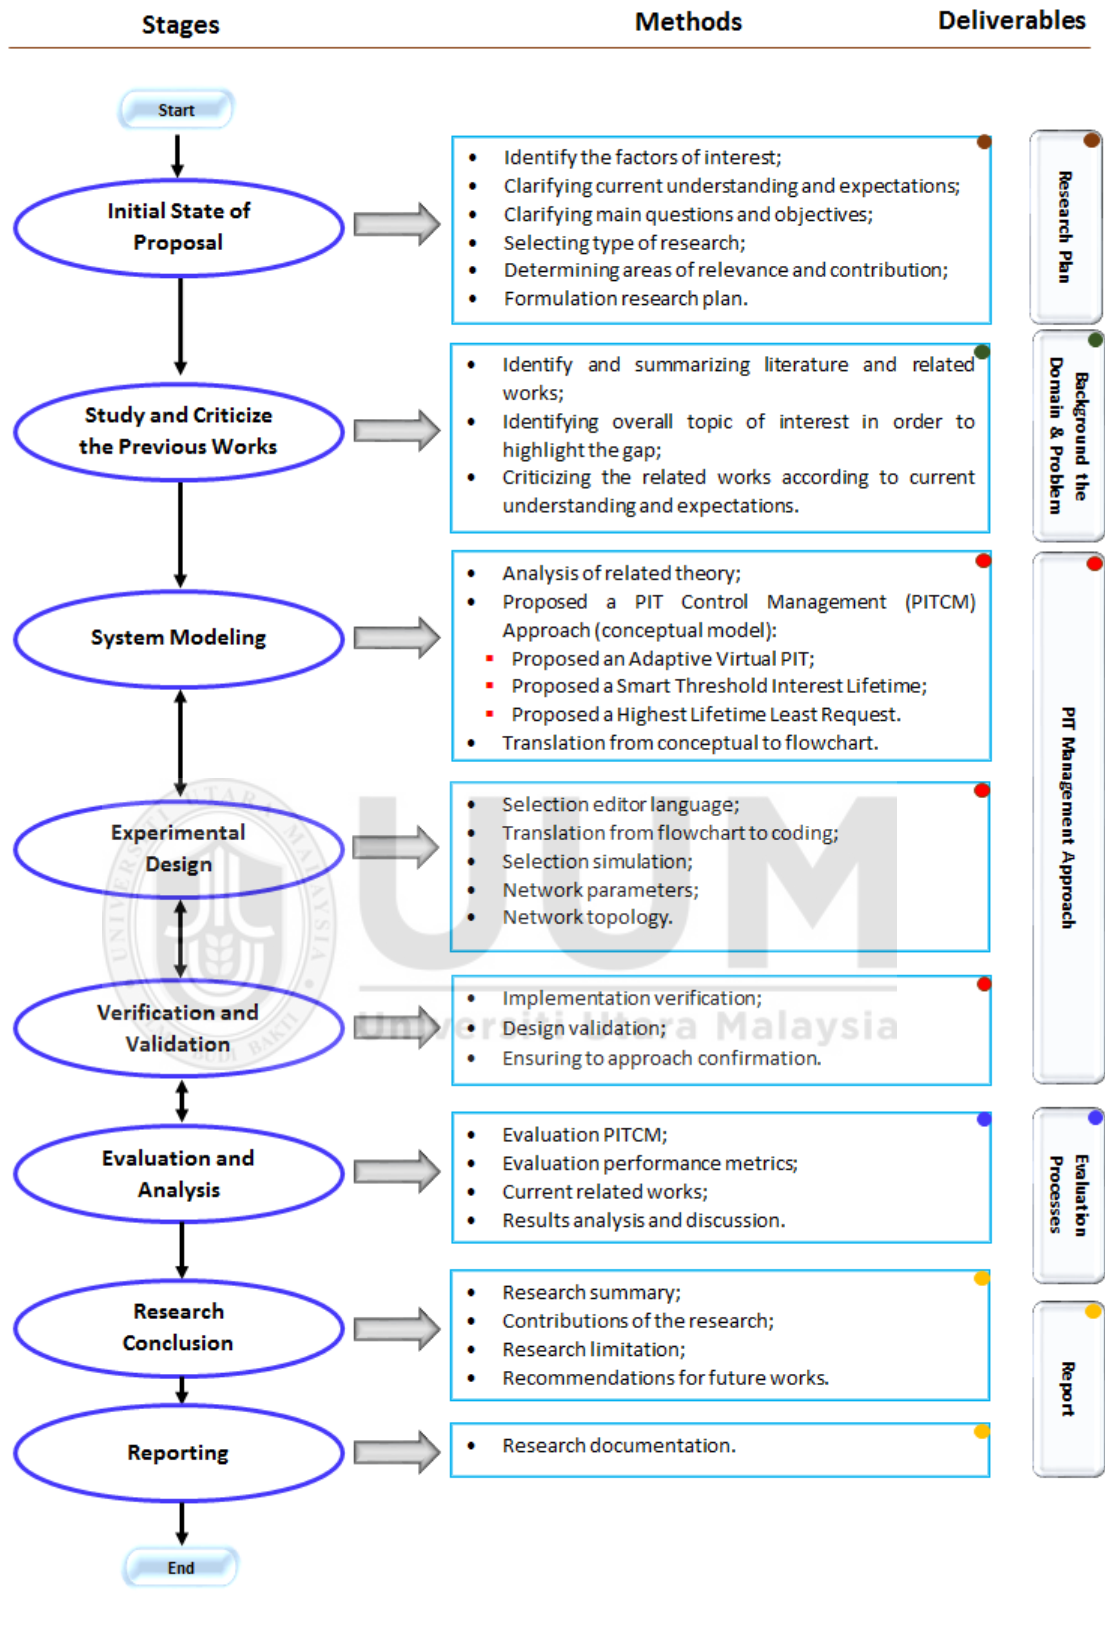 Stages
Methods
Deliverables
Start
Initial State of
Proposal
• Identify the factors of interest;
• Clarifying current understanding and expectations;
• Clarifying main questions and objectives;
• Selecting type of research;
• Determining areas of relevance and contribution;
• Formulation research plan.
Research Plan
Study and Criticize
the Previous Works
• Identify and summarizing literature and related
works;
• Identifying overall topic of interest in order to
highlight the gap;
• Criticizing the related works according to current
understanding and expectations.
Background the
Domain & Problem
System Modeling
• Analysis of related theory;
• Proposed a PIT Control Management (PITCM)
Approach (conceptual model):
▪ Proposed an Adaptive Virtual PIT;
▪ Proposed a Smart Threshold Interest Lifetime;
▪ Proposed a Highest Lifetime Least Request.
• Translation from conceptual to flowchart.
PIT Management Approach
Experimental
Design
• Selection editor language;
• Translation from flowchart to coding;
• Selection simulation;
• Network parameters;
• Network topology.
Verification and
Validation
• Implementation verification;
• Design validation;
• Ensuring to approach confirmation.
UNIVERSITI UTARA MALAYSIA
BUDI BAKTI
UUM
Universiti Utara Malaysia
Evaluation and
Analysis
• Evaluation PITCM;
• Evaluation performance metrics;
• Current related works;
• Results analysis and discussion.
Evaluation
Processes
Research
Conclusion
• Research summary;
• Contributions of the research;
• Research limitation;
• Recommendations for future works.
Report
Reporting
• Research documentation.
End